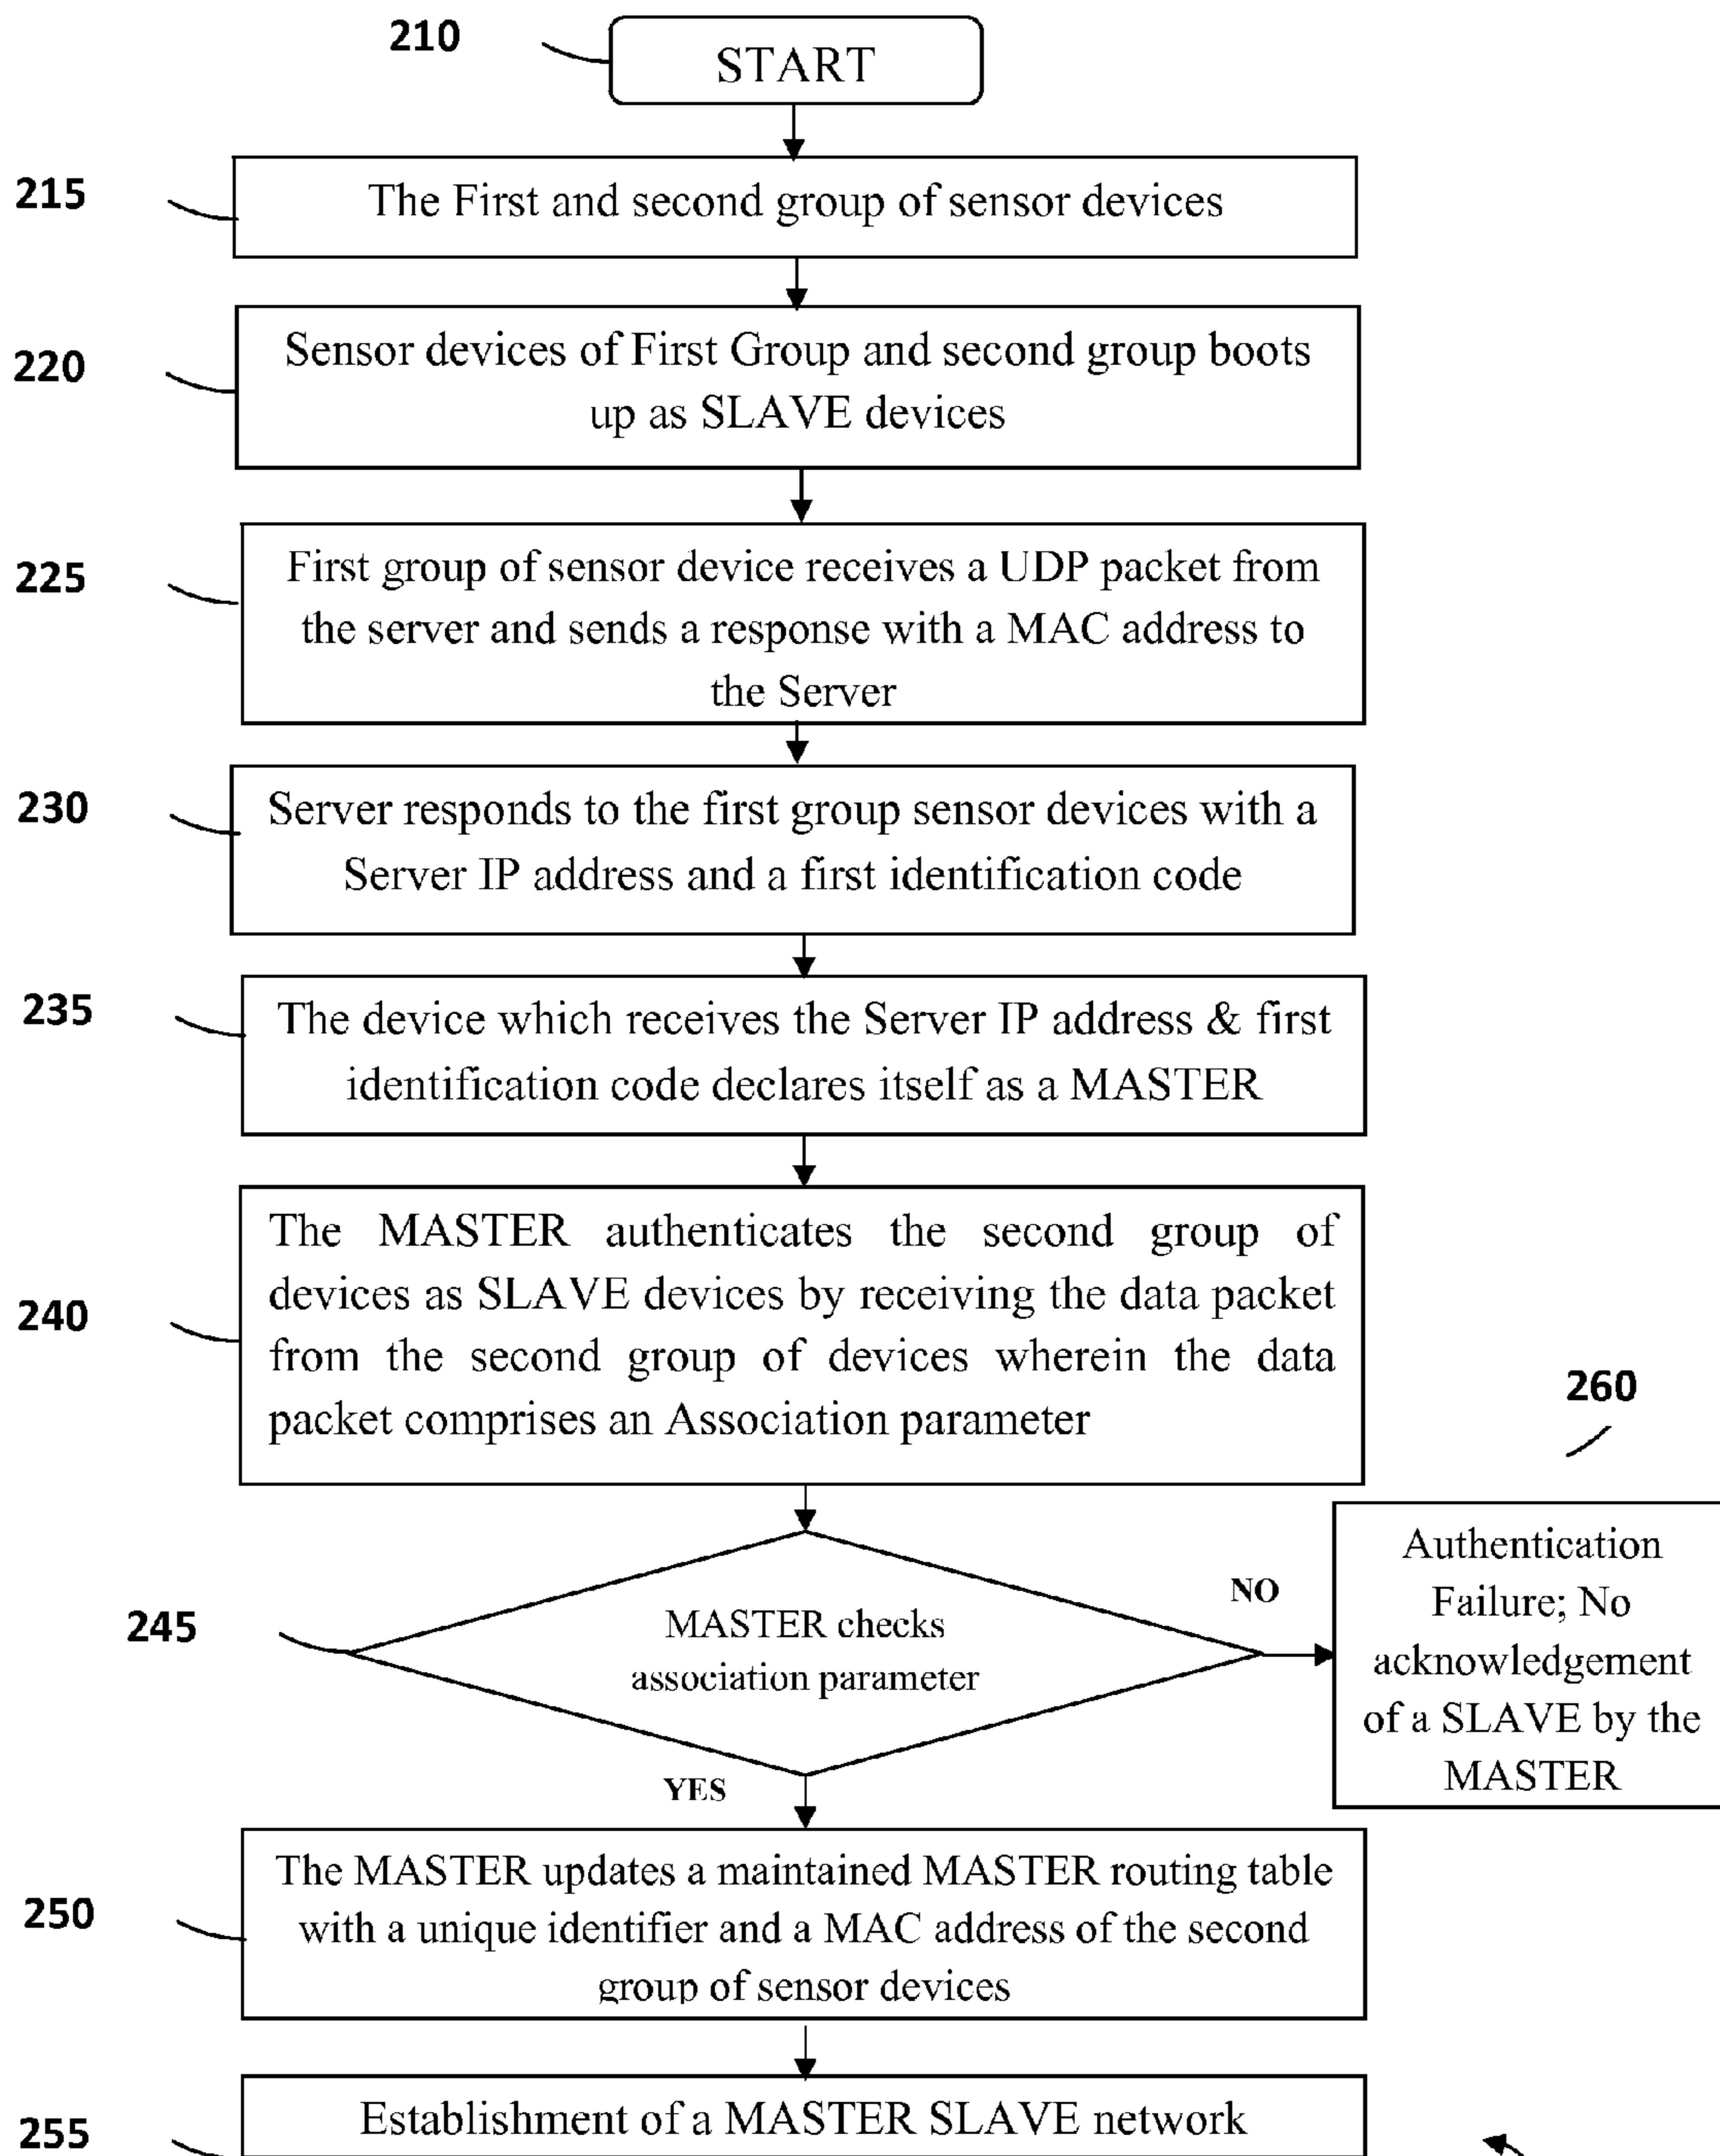 210
START
215
The First and second group of sensor devices
220
Sensor devices of First Group and second group boots
up as SLAVE devices
225
First group of sensor device receives a UDP packet from
the server and sends a response with a MAC address to
the Server
230
Server responds to the first group sensor devices with a
Server IP address and a first identification code
235
The device which receives the Server IP address & first
identification code declares itself as a MASTER
240
The MASTER authenticates the second group of
devices as SLAVE devices by receiving the data packet
from the second group of devices wherein the data
packet comprises an Association parameter
260
245
MASTER checks
association parameter
NO
Authentication
Failure; No
acknowledgement
of a SLAVE by the
MASTER
YES
250
The MASTER updates a maintained MASTER routing table
with a unique identifier and a MAC address of the second
group of sensor devices
255
Establishment of a MASTER SLAVE network